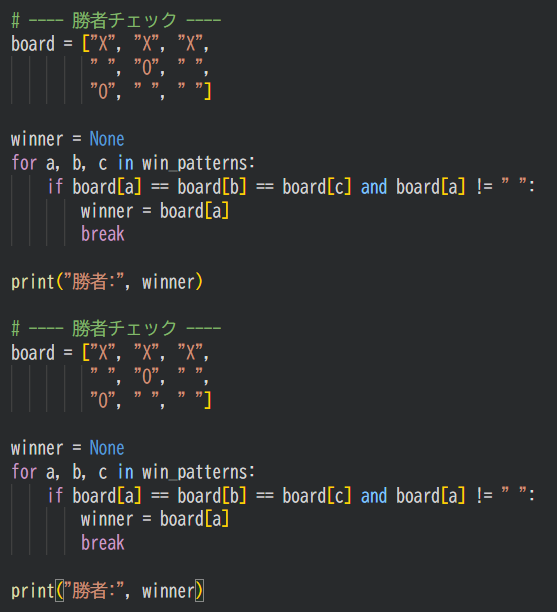 # ---- 勝者チェック ----
board = ["X", "X", "X",
" ", "O", " ",
"O", " ", " "]
winner = None
for a, b, c in win_patterns:
if board[a] == board[b] == board[c] and board[a] != " ":
winner = board[a]
break
print("勝者:", winner)
# ---- 勝者チェック ----
board = ["X", "X", "X",
" ", "O", " ",
"O", " ", " "]
winner = None
for a, b, c in win_patterns:
if board[a] == board[b] == board[c] and board[a] != " ":
winner = board[a]
break
print("勝者:", winner)